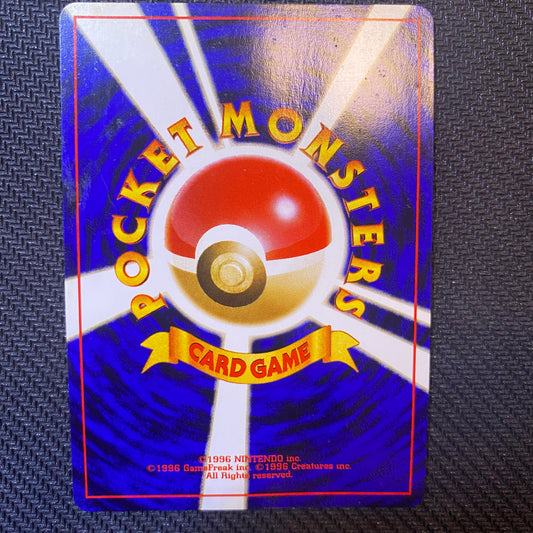 POCKET MONSTERS
CARD GAME
©1996 NINTENDO inc.
©1996 GameFreak inc. ©1996 Creatures inc.
All Rights reserved.